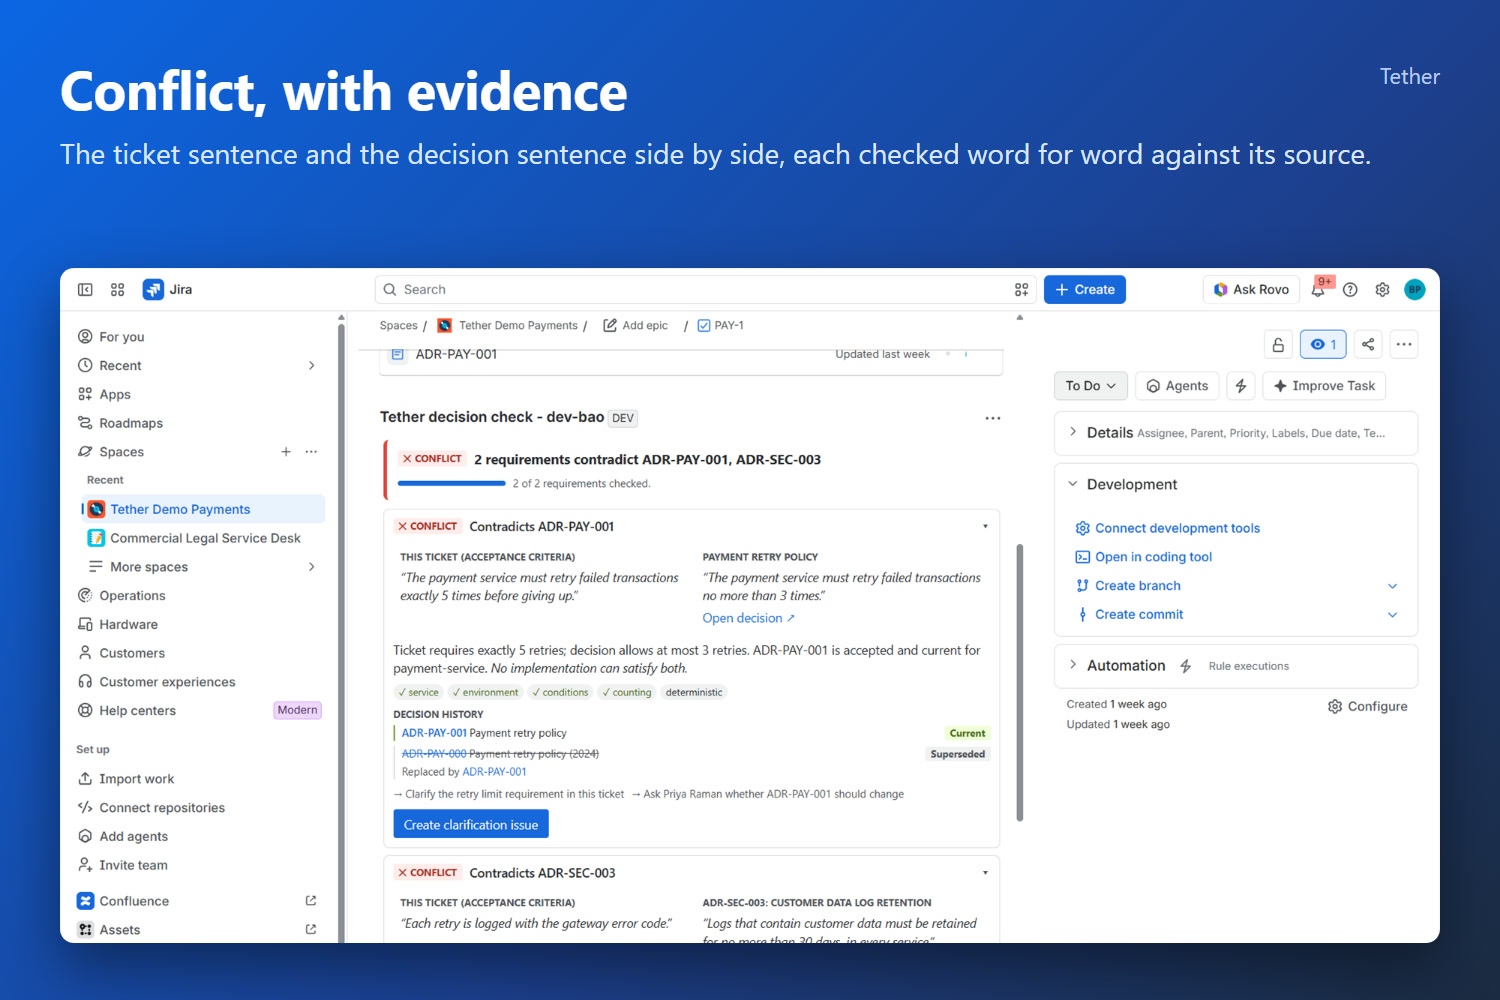 Conflict, with evidence
Tether
The ticket sentence and the decision sentence side by side, each checked word for word against its source.
Jira
Search
Create
Ask Rovo
9+
BP
For you
Recent
Apps
Roadmaps
Spaces
Recent
Tether Demo Payments
Commercial Legal Service Desk
More spaces
Operations
Hardware
Customers
Customer experiences
Help centers
Modern
Set up
Import work
Connect repositories
Add agents
Invite team
Confluence
Assets
Spaces / Tether Demo Payments / Add epic / PAY-1
ADR-PAY-001
Updated last week
Tether decision check - dev-bao DEV
CONFLICT 2 requirements contradict ADR-PAY-001, ADR-SEC-003
2 of 2 requirements checked.
CONFLICT Contradicts ADR-PAY-001
THIS TICKET (ACCEPTANCE CRITERIA)
“The payment service must retry failed transactions
exactly 5 times before giving up.”
PAYMENT RETRY POLICY
“The payment service must retry failed transactions
no more than 3 times.”
Open decision ↗
Ticket requires exactly 5 retries; decision allows at most 3 retries. ADR-PAY-001 is accepted and current for
payment-service. No implementation can satisfy both.
✓ service ✓ environment ✓ conditions ✓ counting deterministic
DECISION HISTORY
ADR-PAY-001 Payment retry policy
Current
ADR-PAY-000 Payment retry policy (2024)
Superseded
Replaced by ADR-PAY-001
→ Clarify the retry limit requirement in this ticket → Ask Priya Raman whether ADR-PAY-001 should change
Create clarification issue
CONFLICT Contradicts ADR-SEC-003
THIS TICKET (ACCEPTANCE CRITERIA)
“Each retry is logged with the gateway error code.”
ADR-SEC-003: CUSTOMER DATA LOG RETENTION
“Logs that contain customer data must be retained
for no more than 30 days, in every service”
1
To Do
Agents
Improve Task
Details Assignee, Parent, Priority, Labels, Due date, Te...
Development
Connect development tools
Open in coding tool
Create branch
Create commit
Automation Rule executions
Created 1 week ago
Updated 1 week ago
Configure